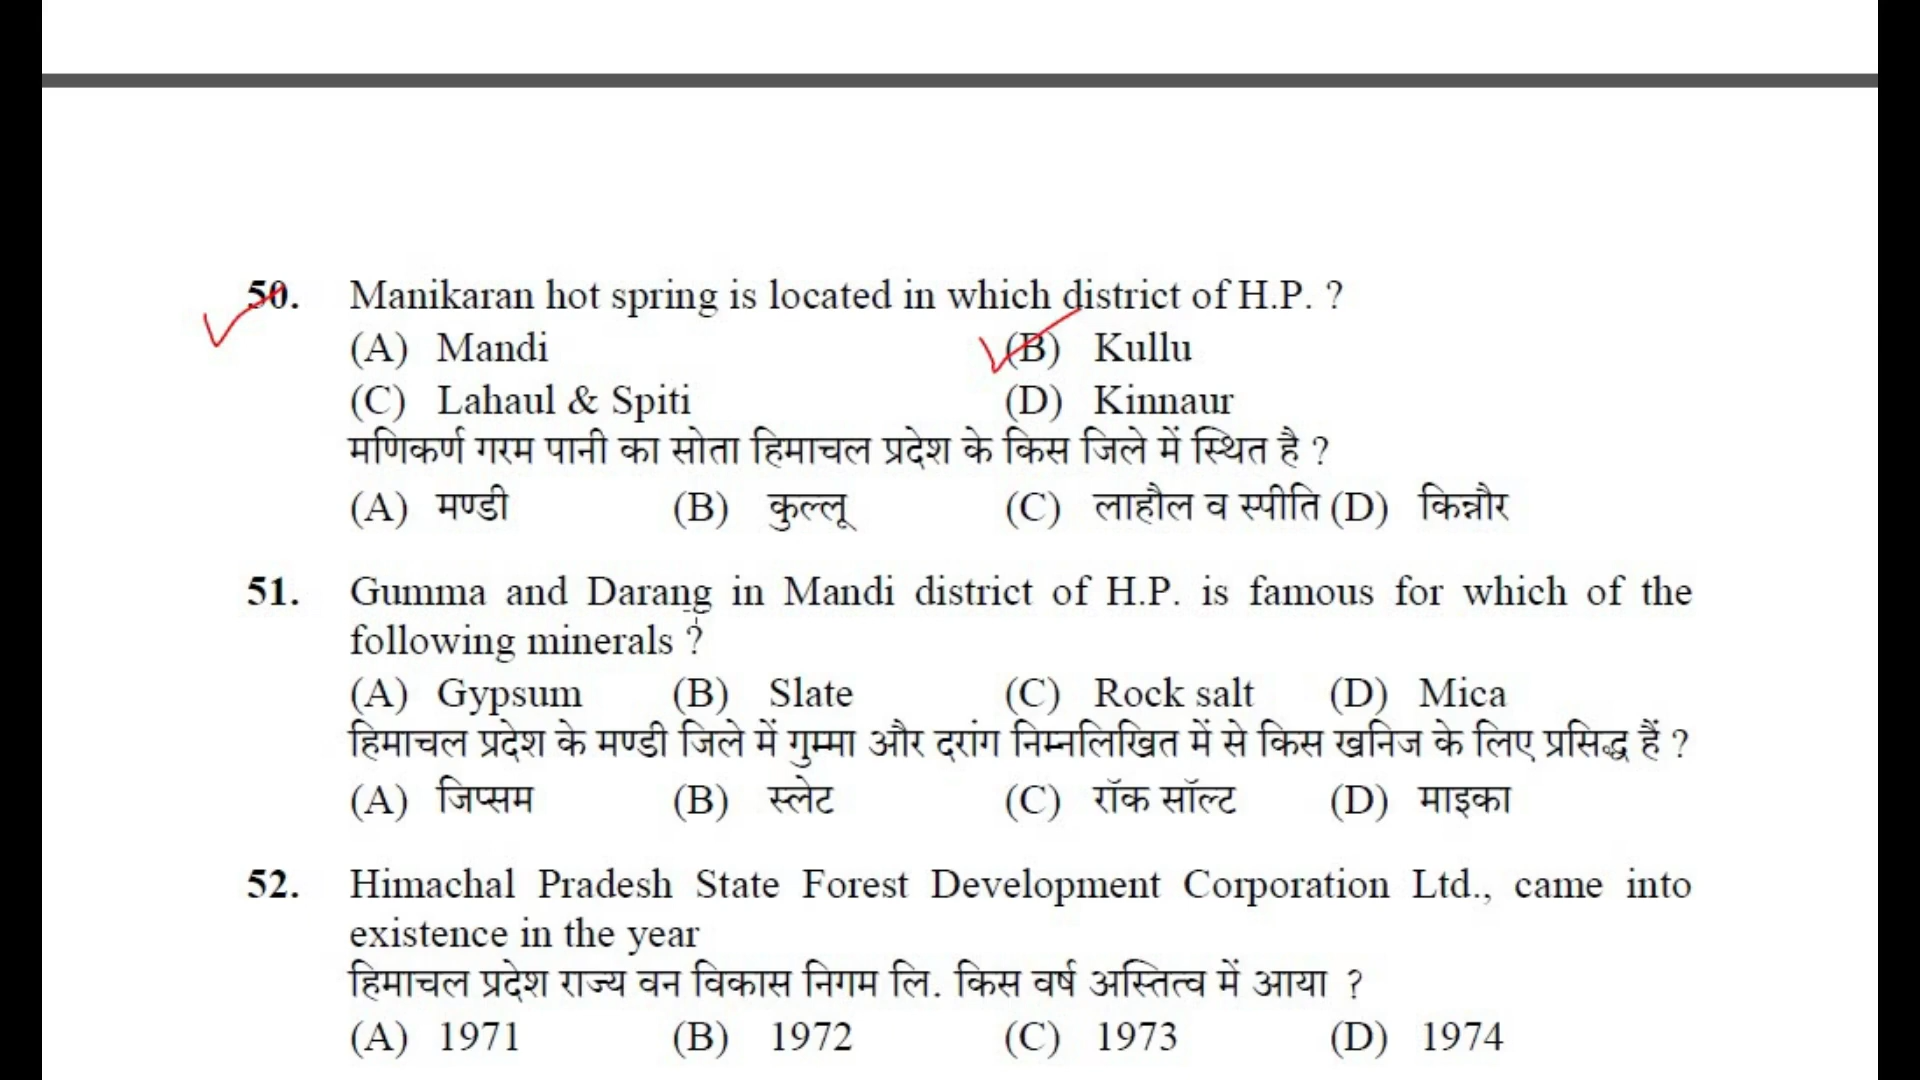 50. Manikaran hot spring is located in which district of H.P. ?
(A) Mandi (B) Kullu
(C) Lahaul & Spiti (D) Kinnaur
मणिकर्ण गरम पानी का सोता हिमाचल प्रदेश के किस जिले में स्थित है ?
(A) मण्डी (B) कुल्लू (C) लाहौल व स्पीति (D) किन्नौर
51. Gumma and Darang in Mandi district of H.P. is famous for which of the
following minerals ?
(A) Gypsum (B) Slate (C) Rock salt (D) Mica
हिमाचल प्रदेश के मण्डी जिले में गुम्मा और दरांग निम्नलिखित में से किस खनिज के लिए प्रसिद्ध हैं ?
(A) जिप्सम (B) स्लेट (C) रॉक सॉल्ट (D) माइका
52. Himachal Pradesh State Forest Development Corporation Ltd., came into
existence in the year
हिमाचल प्रदेश राज्य वन विकास निगम लि. किस वर्ष अस्तित्व में आया ?
(A) 1971 (B) 1972 (C) 1973 (D) 1974